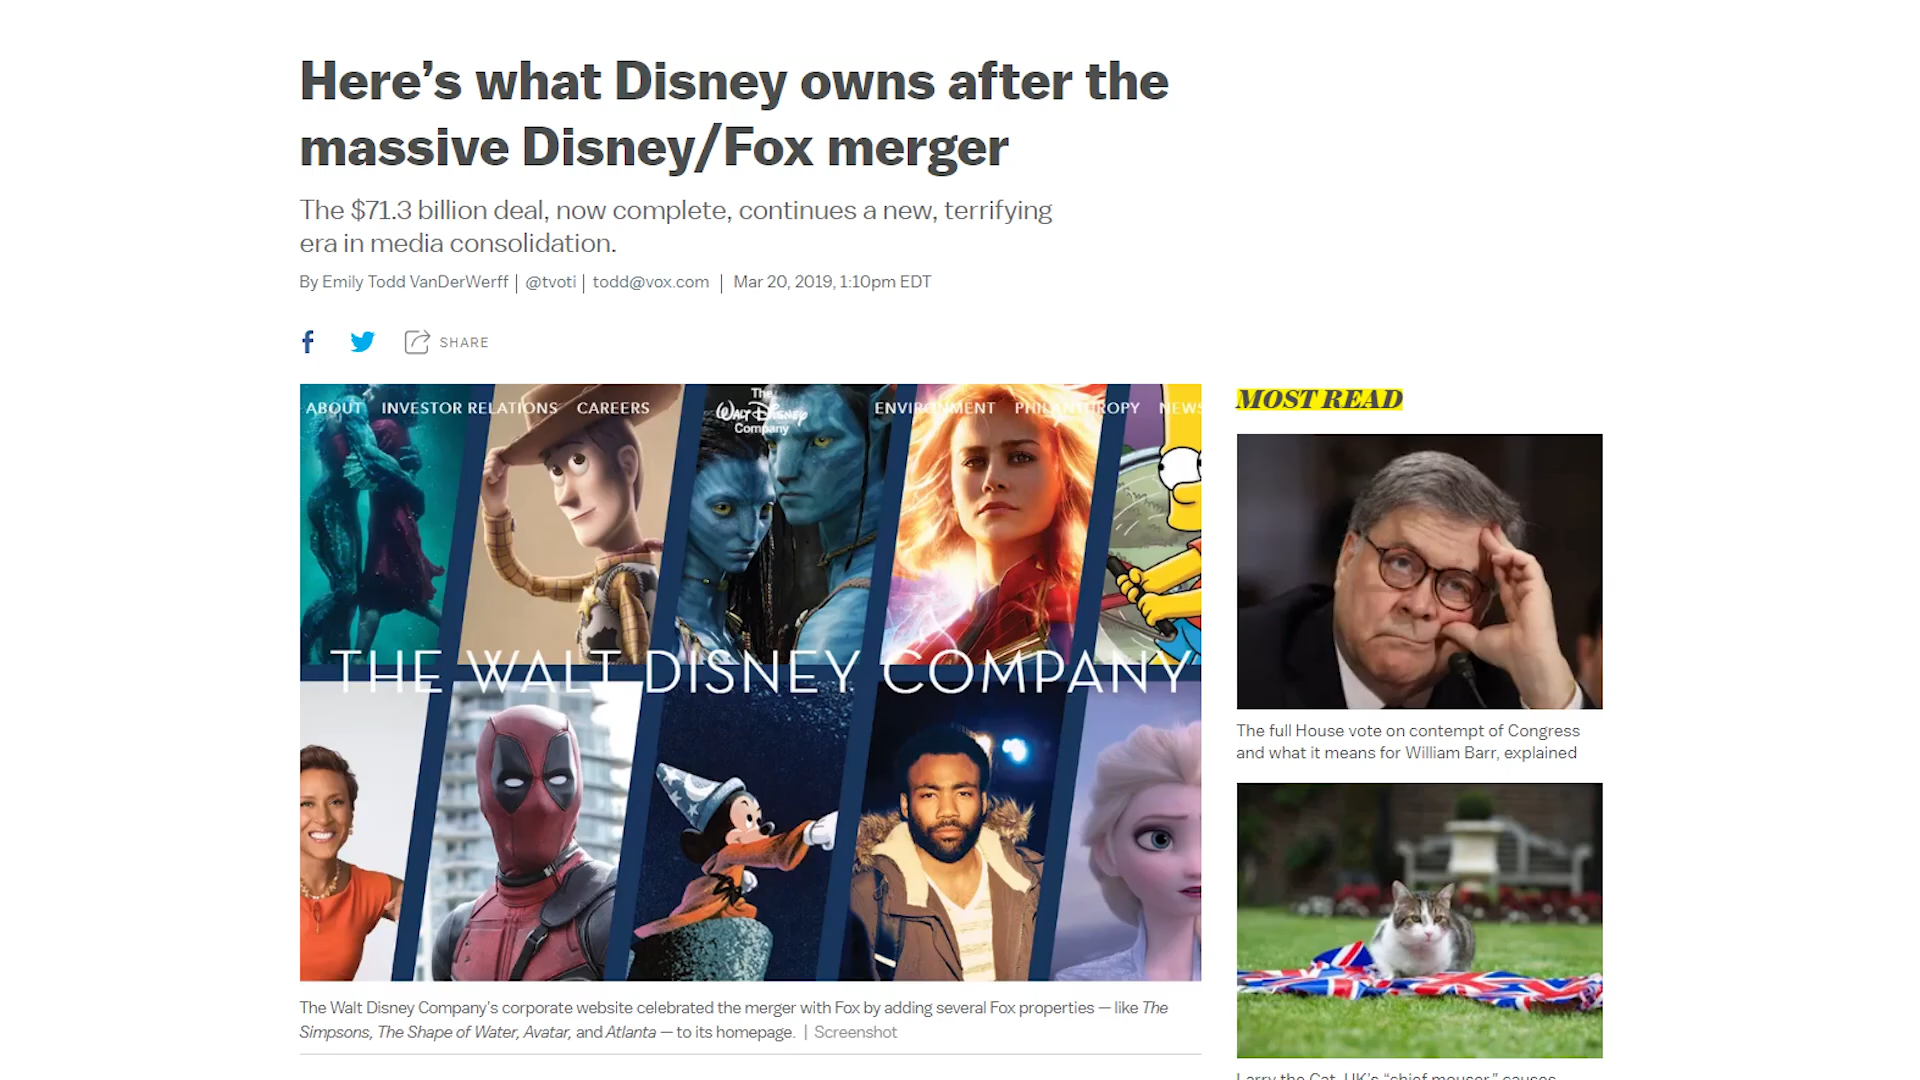 Here’s what Disney owns after the
massive Disney/Fox merger
The $71.3 billion deal, now complete, continues a new, terrifying
era in media consolidation.
By Emily Todd VanDerWerff | @tvoti | todd@vox.com | Mar 20, 2019, 1:10pm EDT
SHARE
MOST READ
ABOUT INVESTOR RELATIONS CAREERS The Walt Disney Company ENVIRONMENT PHILANTHROPY NEWS
THE WALT DISNEY COMPANY
The full House vote on contempt of Congress
and what it means for William Barr, explained
The Walt Disney Company’s corporate website celebrated the merger with Fox by adding several Fox properties — like The
Simpsons, The Shape of Water, Avatar, and Atlanta — to its homepage. | Screenshot
Larry the Cat, UK’s “chief mouser,” causes